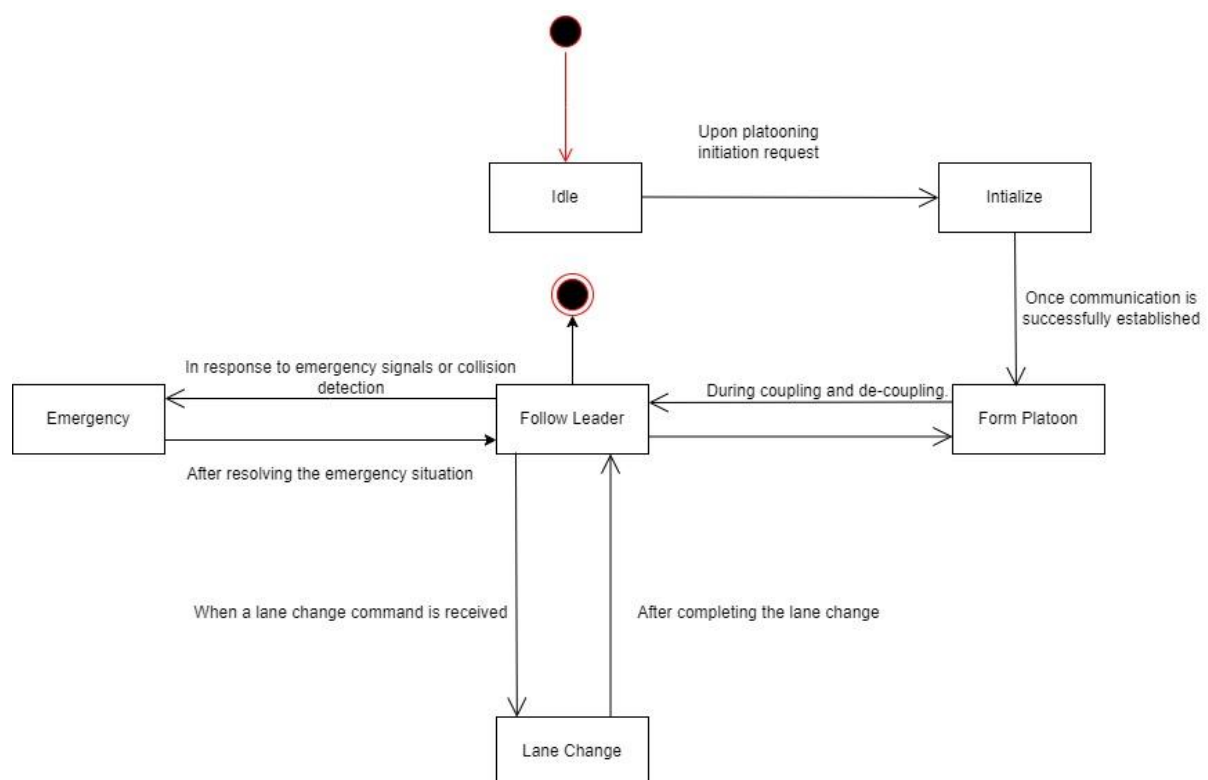 Upon platooning
initiation request
Idle
Intialize
Once communication is
successfully established
In response to emergency signals or collision
detection
During coupling and de-coupling.
Emergency
Follow Leader
Form Platoon
After resolving the emergency situation
When a lane change command is received
After completing the lane change
Lane Change